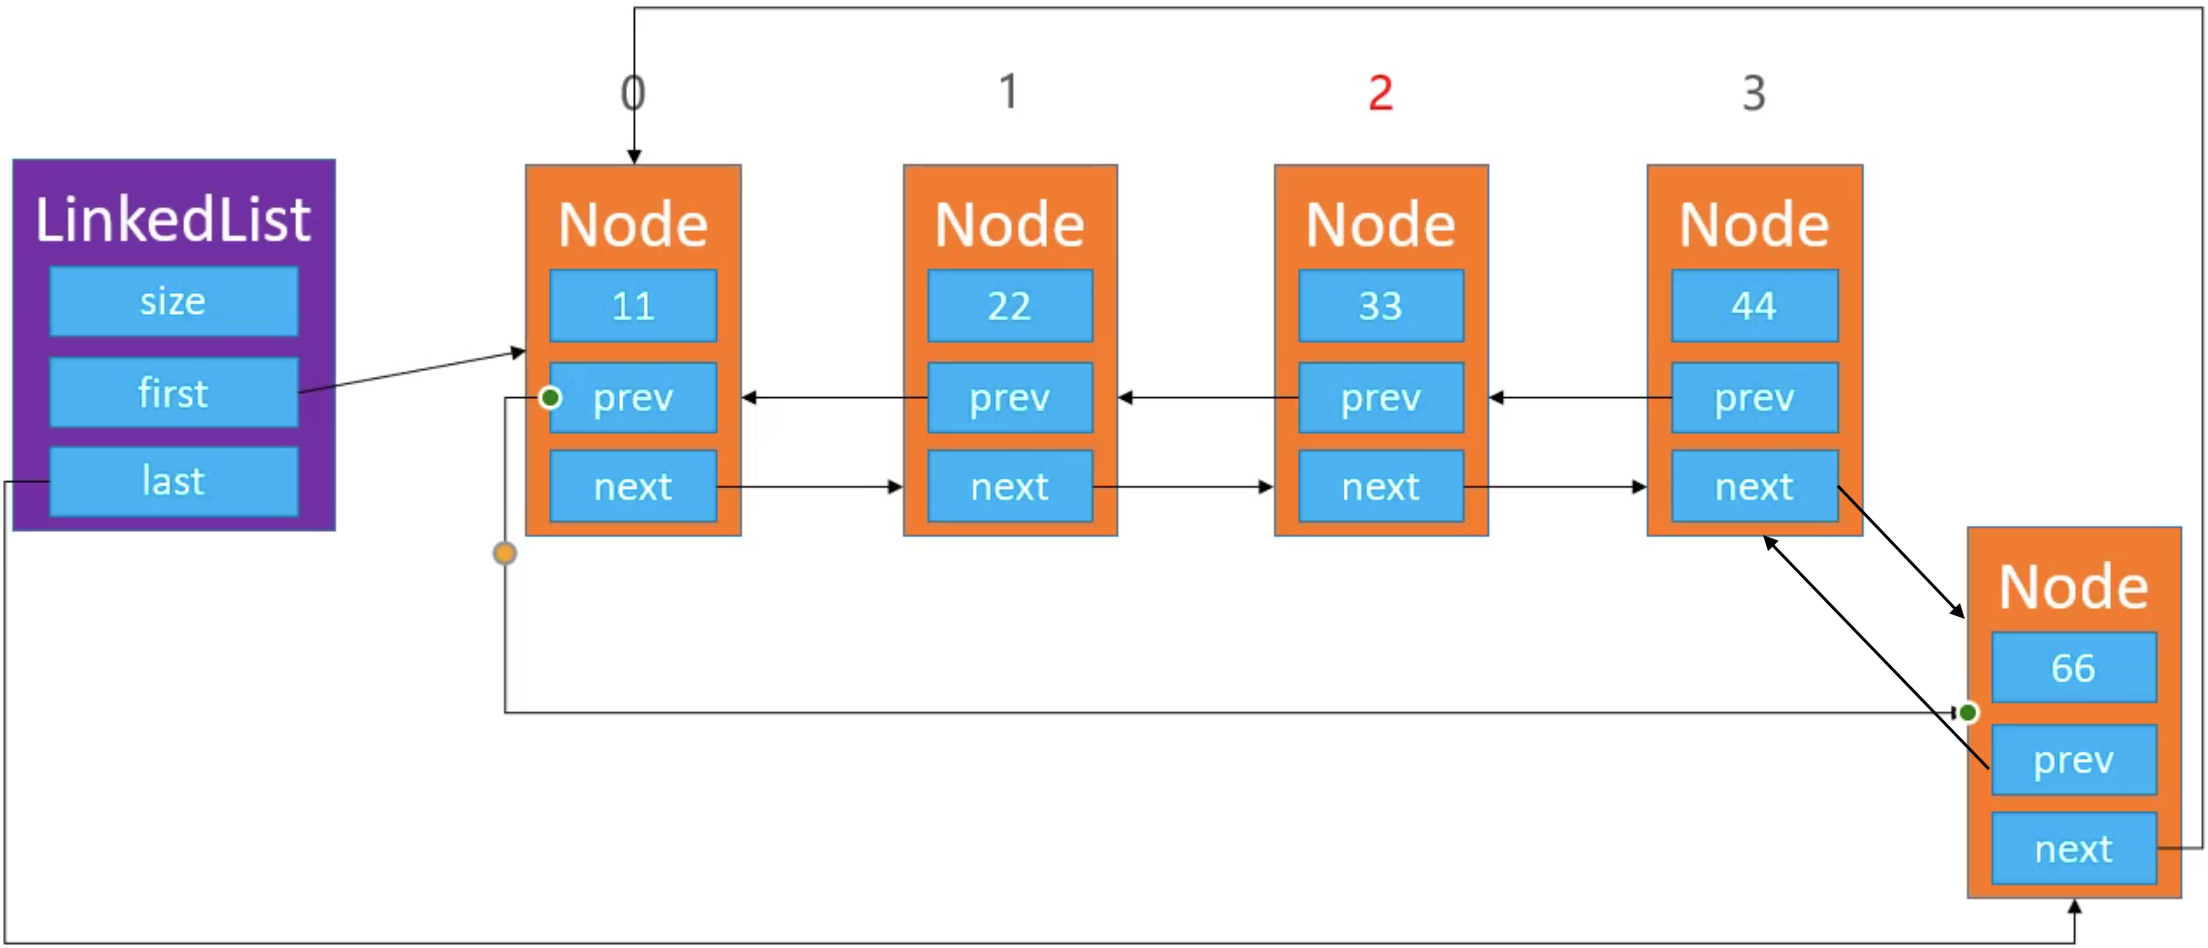 0
1
2
3
LinkedList
size
first
last
Node
11
prev
next
Node
22
prev
next
Node
33
prev
next
Node
44
prev
next
Node
66
prev
next